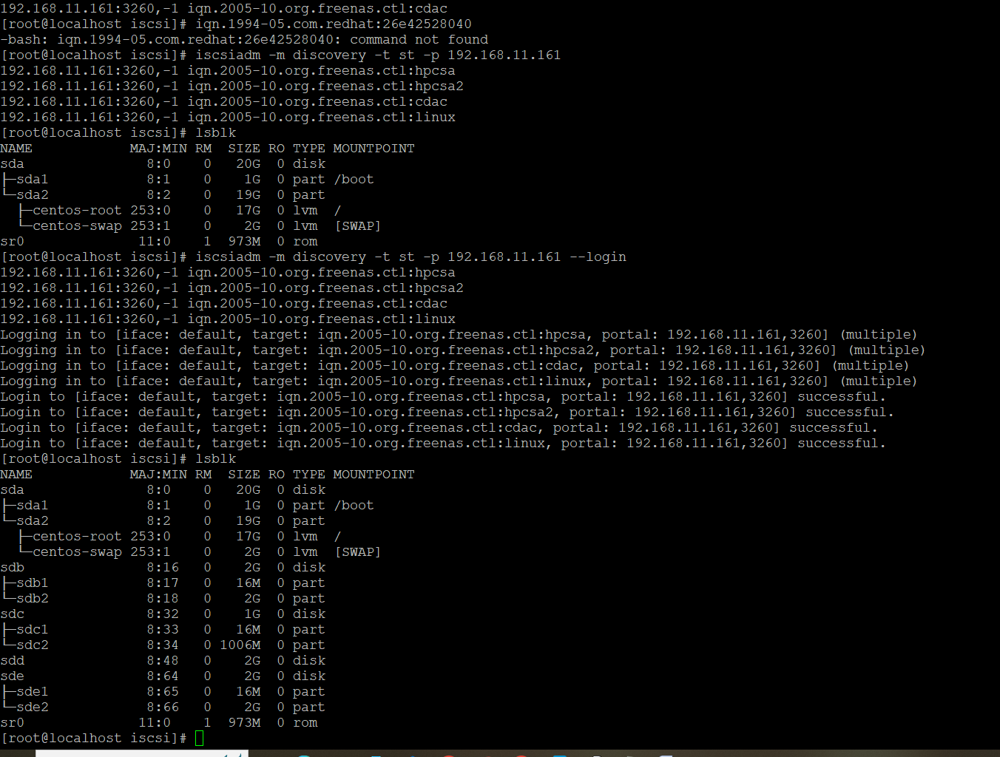 192.168.11.161:3260,-1 iqn.2005-10.org.freenas.ctl:cdac
[root@localhost iscsi]# iqn.1994-05.com.redhat:26e42528040
-bash: iqn.1994-05.com.redhat:26e42528040: command not found
[root@localhost iscsi]# iscsiadm -m discovery -t st -p 192.168.11.161
192.168.11.161:3260,-1 iqn.2005-10.org.freenas.ctl:hpcsa
192.168.11.161:3260,-1 iqn.2005-10.org.freenas.ctl:hpcsa2
192.168.11.161:3260,-1 iqn.2005-10.org.freenas.ctl:cdac
192.168.11.161:3260,-1 iqn.2005-10.org.freenas.ctl:linux
[root@localhost iscsi]# lsblk
NAME            MAJ:MIN RM  SIZE RO TYPE MOUNTPOINT
sda               8:0    0   20G  0 disk
├─sda1            8:1    0    1G  0 part /boot
└─sda2            8:2    0   19G  0 part
  ├─centos-root 253:0    0   17G  0 lvm  /
  └─centos-swap 253:1    0    2G  0 lvm  [SWAP]
sr0              11:0    1  973M  0 rom
[root@localhost iscsi]# iscsiadm -m discovery -t st -p 192.168.11.161 --login
192.168.11.161:3260,-1 iqn.2005-10.org.freenas.ctl:hpcsa
192.168.11.161:3260,-1 iqn.2005-10.org.freenas.ctl:hpcsa2
192.168.11.161:3260,-1 iqn.2005-10.org.freenas.ctl:cdac
192.168.11.161:3260,-1 iqn.2005-10.org.freenas.ctl:linux
Logging in to [iface: default, target: iqn.2005-10.org.freenas.ctl:hpcsa, portal: 192.168.11.161,3260] (multiple)
Logging in to [iface: default, target: iqn.2005-10.org.freenas.ctl:hpcsa2, portal: 192.168.11.161,3260] (multiple)
Logging in to [iface: default, target: iqn.2005-10.org.freenas.ctl:cdac, portal: 192.168.11.161,3260] (multiple)
Logging in to [iface: default, target: iqn.2005-10.org.freenas.ctl:linux, portal: 192.168.11.161,3260] (multiple)
Login to [iface: default, target: iqn.2005-10.org.freenas.ctl:hpcsa, portal: 192.168.11.161,3260] successful.
Login to [iface: default, target: iqn.2005-10.org.freenas.ctl:hpcsa2, portal: 192.168.11.161,3260] successful.
Login to [iface: default, target: iqn.2005-10.org.freenas.ctl:cdac, portal: 192.168.11.161,3260] successful.
Login to [iface: default, target: iqn.2005-10.org.freenas.ctl:linux, portal: 192.168.11.161,3260] successful.
[root@localhost iscsi]# lsblk
NAME            MAJ:MIN RM  SIZE RO TYPE MOUNTPOINT
sda               8:0    0   20G  0 disk
├─sda1            8:1    0    1G  0 part /boot
└─sda2            8:2    0   19G  0 part
  ├─centos-root 253:0    0   17G  0 lvm  /
  └─centos-swap 253:1    0    2G  0 lvm  [SWAP]
sdb               8:16   0    2G  0 disk
├─sdb1            8:17   0   16M  0 part
└─sdb2            8:18   0    2G  0 part
sdc               8:32   0    1G  0 disk
├─sdc1            8:33   0   16M  0 part
└─sdc2            8:34   0 1006M  0 part
sdd               8:48   0    2G  0 disk
sde               8:64   0    2G  0 disk
├─sde1            8:65   0   16M  0 part
└─sde2            8:66   0    2G  0 part
sr0              11:0    1  973M  0 rom
[root@localhost iscsi]#